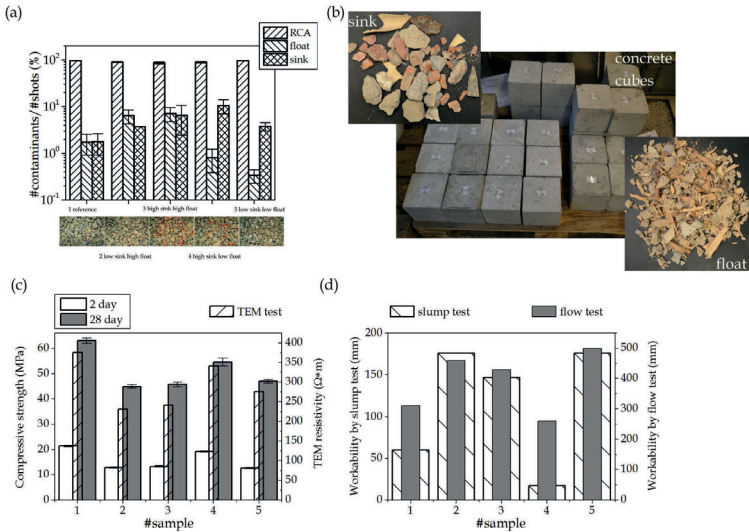 (a)
RCA
float
sink
#contaminants/#shots (%)
10²
10¹
10⁰
10⁻¹
1 reference
3 high sink high float
5 low sink low float
2 low sink high float
4 high sink low float
(b)
sink
concrete
cubes
float
(c)
2 day
28 day
TEM test
Compressive strength (MPa)
60
50
40
30
20
10
0
TEM resistivity (Ω*m)
400
350
300
250
200
150
100
50
0
1 2 3 4 5
#sample
(d)
slump test
flow test
Workability by slump test (mm)
200
150
100
50
0
Workability by flow test (mm)
500
400
300
200
100
0
1 2 3 4 5
#sample